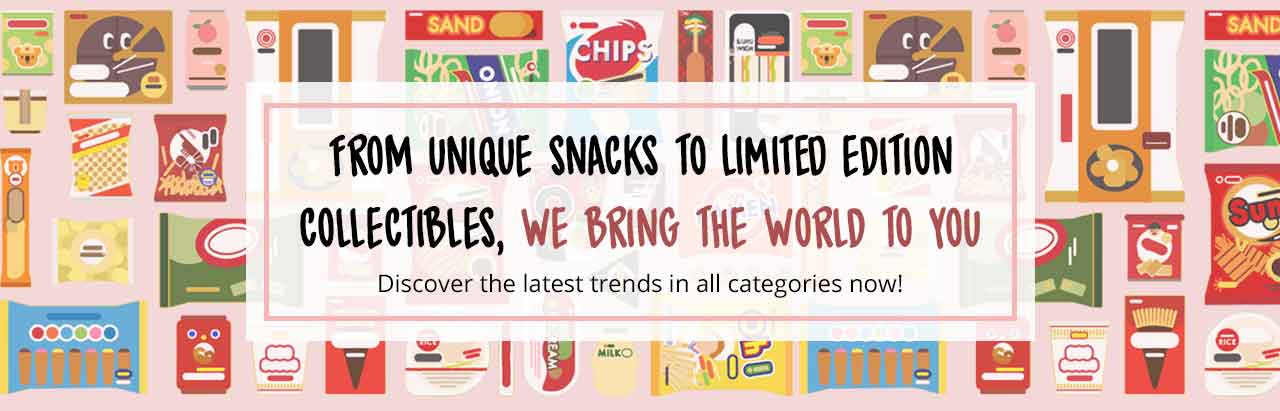 SAND
CHIPS
SAND
FROM UNIQUE SNACKS TO LIMITED EDITION
COLLECTIBLES, WE BRING THE WORLD TO YOU
Discover the latest trends in all categories now!
RICE
MILK
RICE